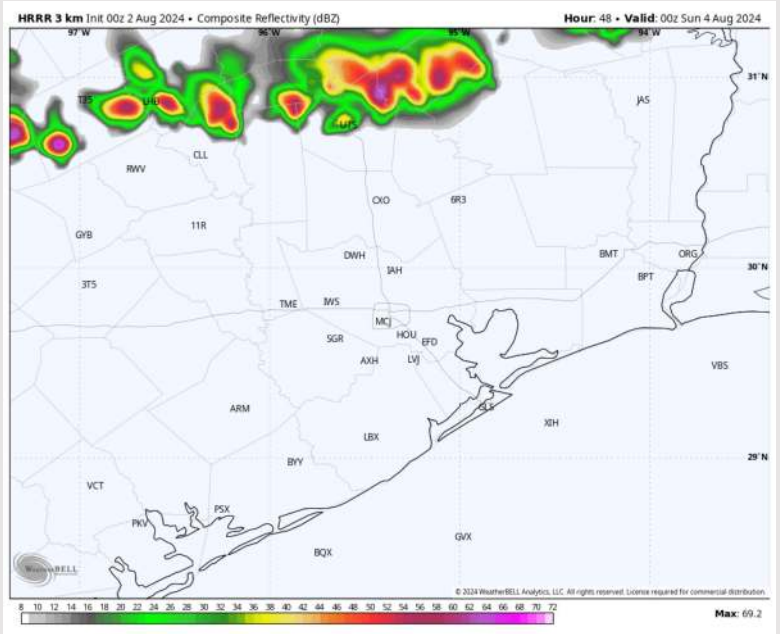 HRRR 3 km Init 00z 2 Aug 2024 • Composite Reflectivity (dBZ) Hour: 48 • Valid: 00z Sun 4 Aug 2024
97°W 96°W 95°W 94°W
31°N
T35 LHB JAS
UTS
CLL
RWV
CXO 6R3
11R
GYB
DWH BMT ORG
IAH 30°N
BPT
3T5
TME IWS
MCJ
HOU
SGR EFD
AXH LVJ
VBS
ARM GLS
XIH
LBX
29°N
BYY
VCT
PSX
PKV
GVX
BQX
WeatherBELL
© 2024 WeatherBELL Analytics, LLC. All rights reserved. License required for commercial distribution.
8 10 12 14 16 18 20 22 24 26 28 30 32 34 36 38 40 42 44 46 48 50 52 54 56 58 60 62 64 66 68 70 72 Max: 69.2